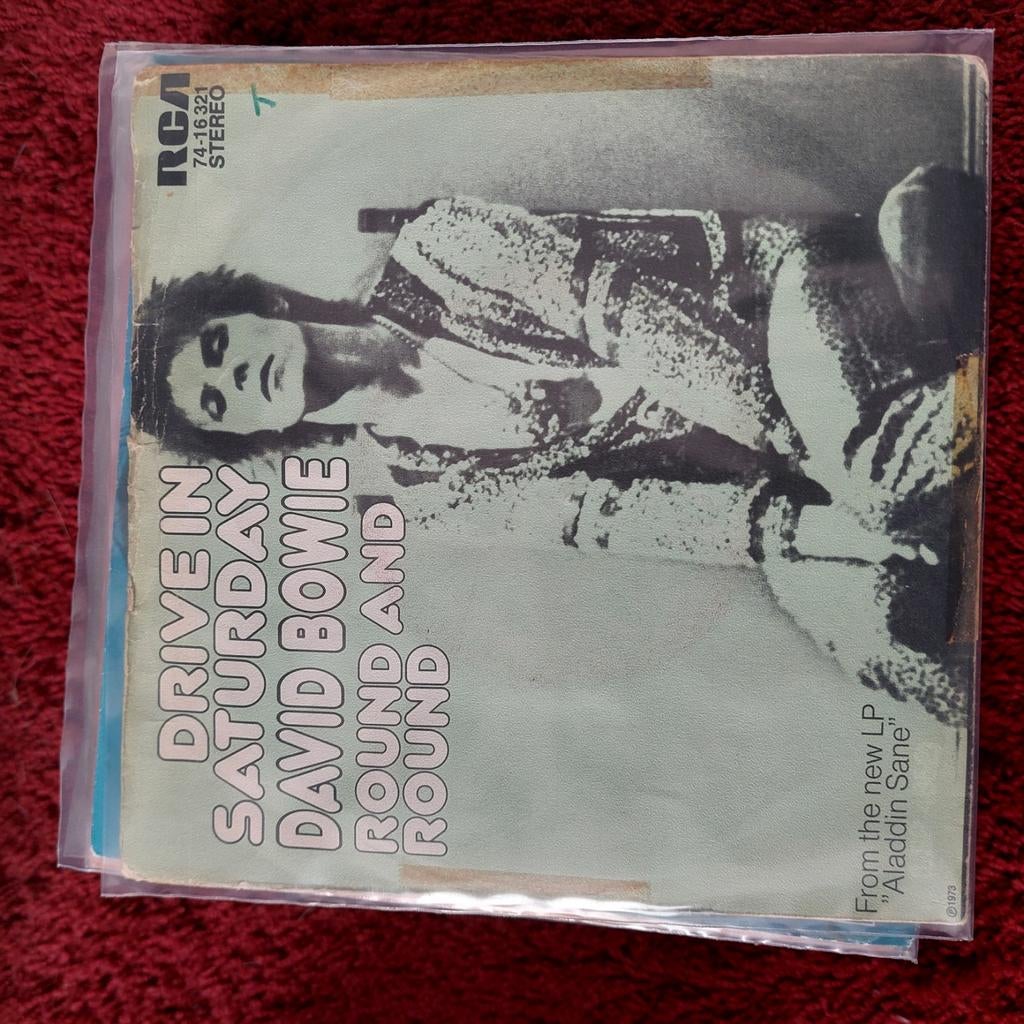 RCA
74-16 321
STEREO
T
DRIVE IN
SATURDAY
DAVID BOWIE
ROUND AND
ROUND
From the new LP
"Aladdin Sane"
℗1973